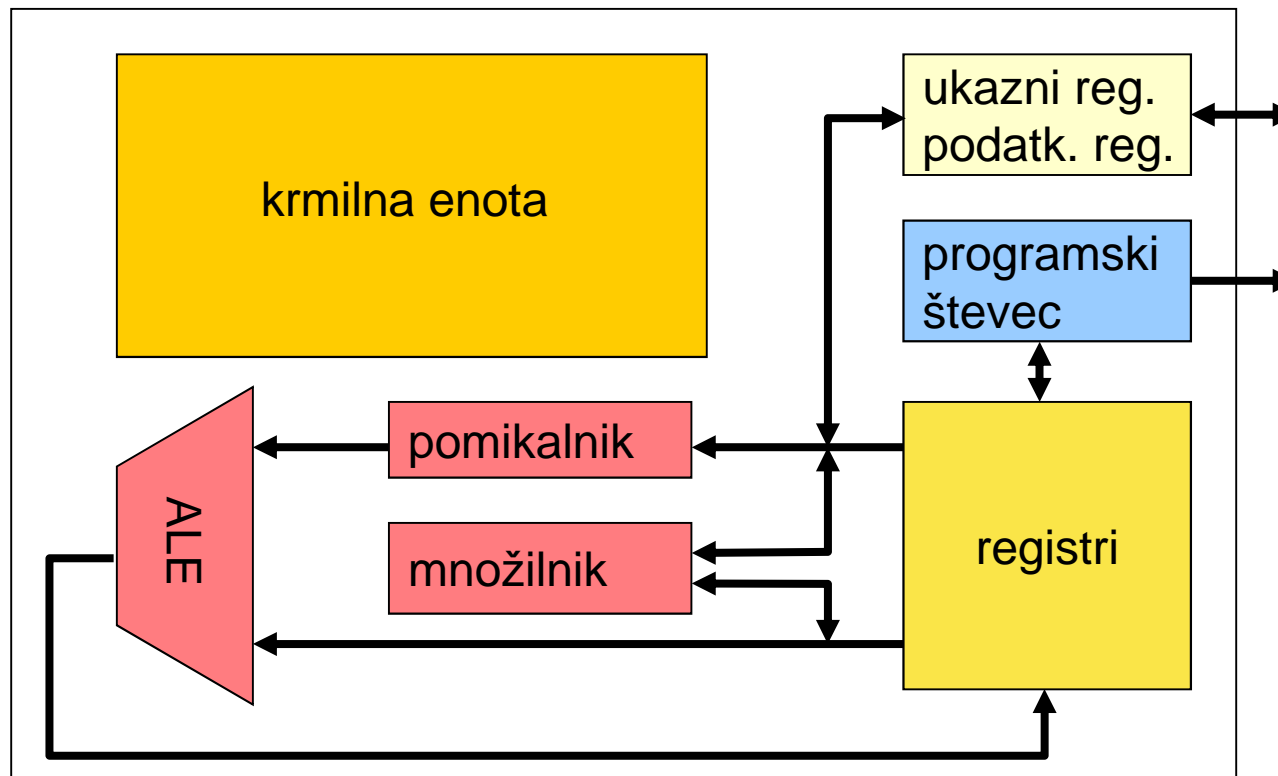 krmilna enota
ukazni reg.
podatk. reg.
programski
števec
pomikalnik
množilnik
ALE
registri